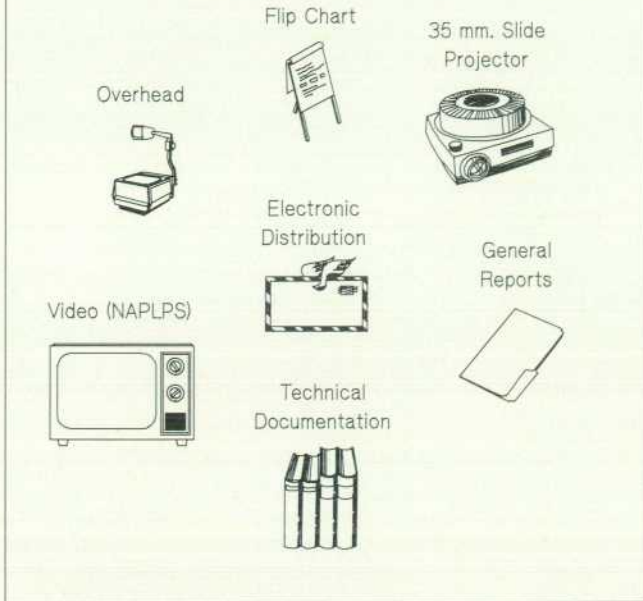 Flip Chart
35 mm. Slide
Projector
Overhead
Electronic
Distribution
General
Reports
Video (NAPLPS)
Technical
Documentation